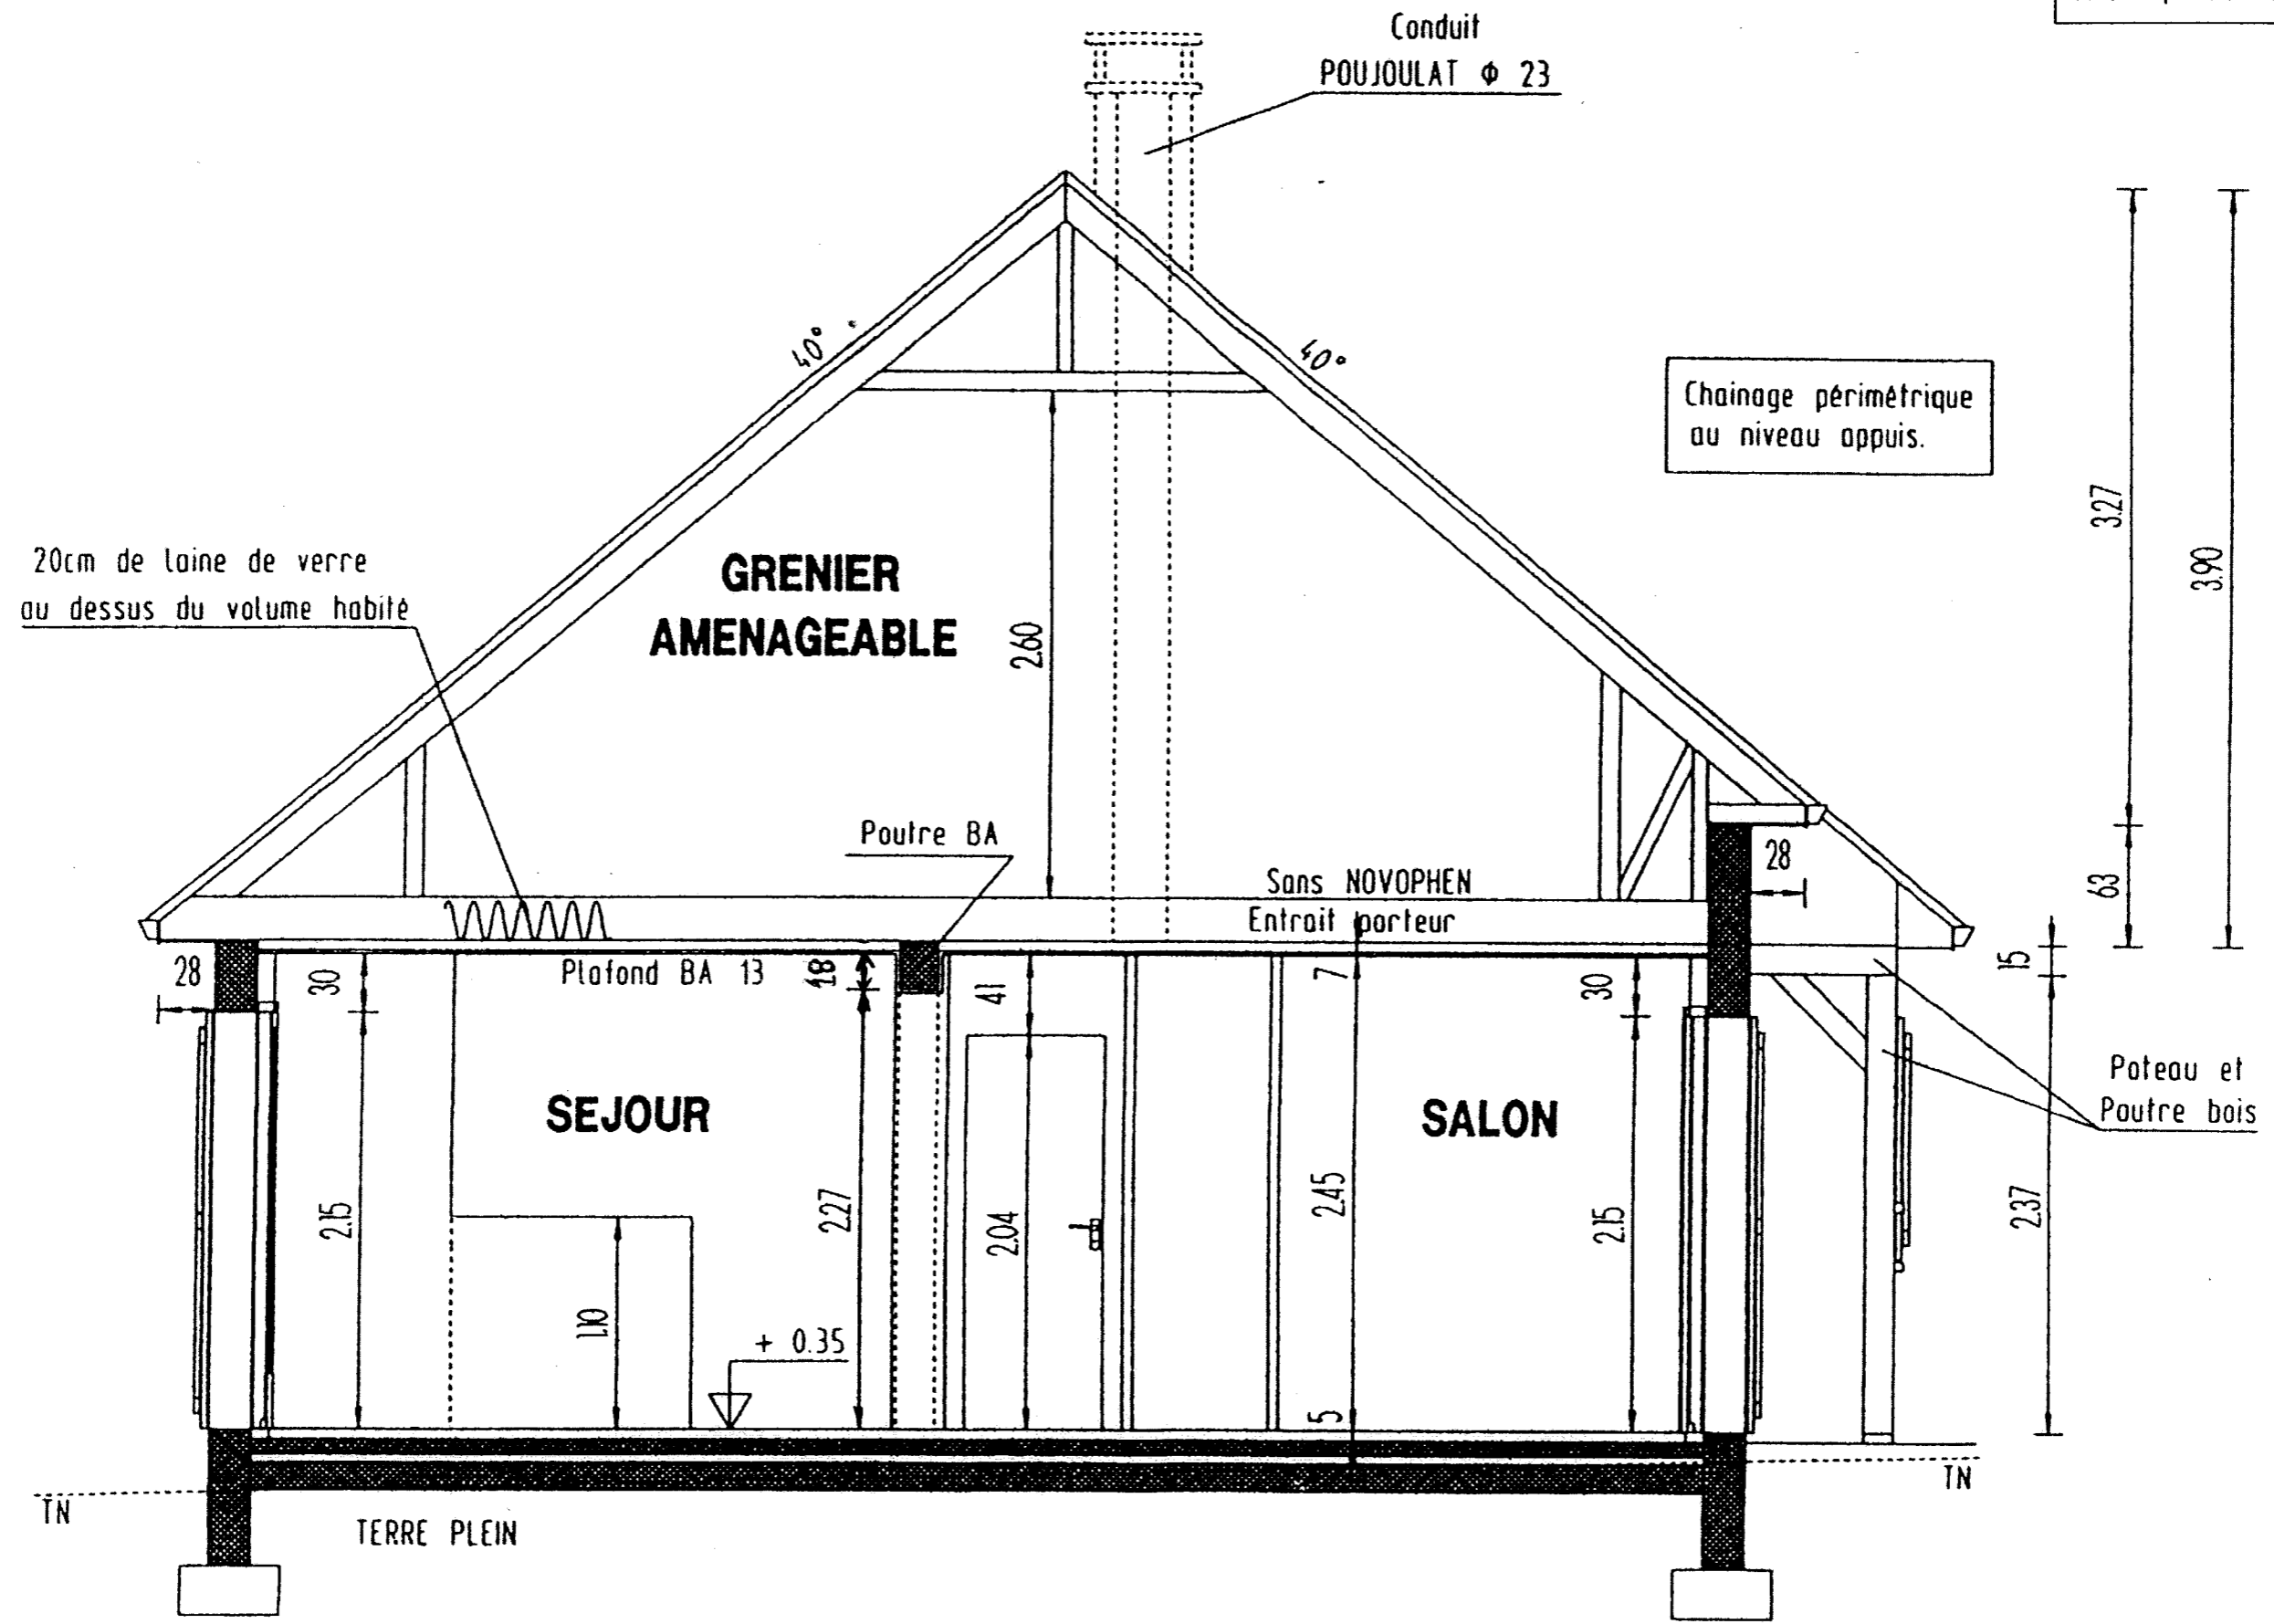 Conduit
POUJOULAT Φ 23
40°
40°
Chainage périmétrique
au niveau appuis.
3.27
3.90
20cm de laine de verre
au dessus du volume habité
GRENIER
AMENAGEABLE
2.60
Poutre BA
Sans NOVOPHEN
Entrait porteur
28
63
28
30
Plafond BA 13
18
41
7
30
15
SEJOUR
SALON
Poteau et
Poutre bois
2.15
2.27
2.04
2.45
2.15
2.37
1.10
+ 0.35
5
TN
TN
TERRE PLEIN